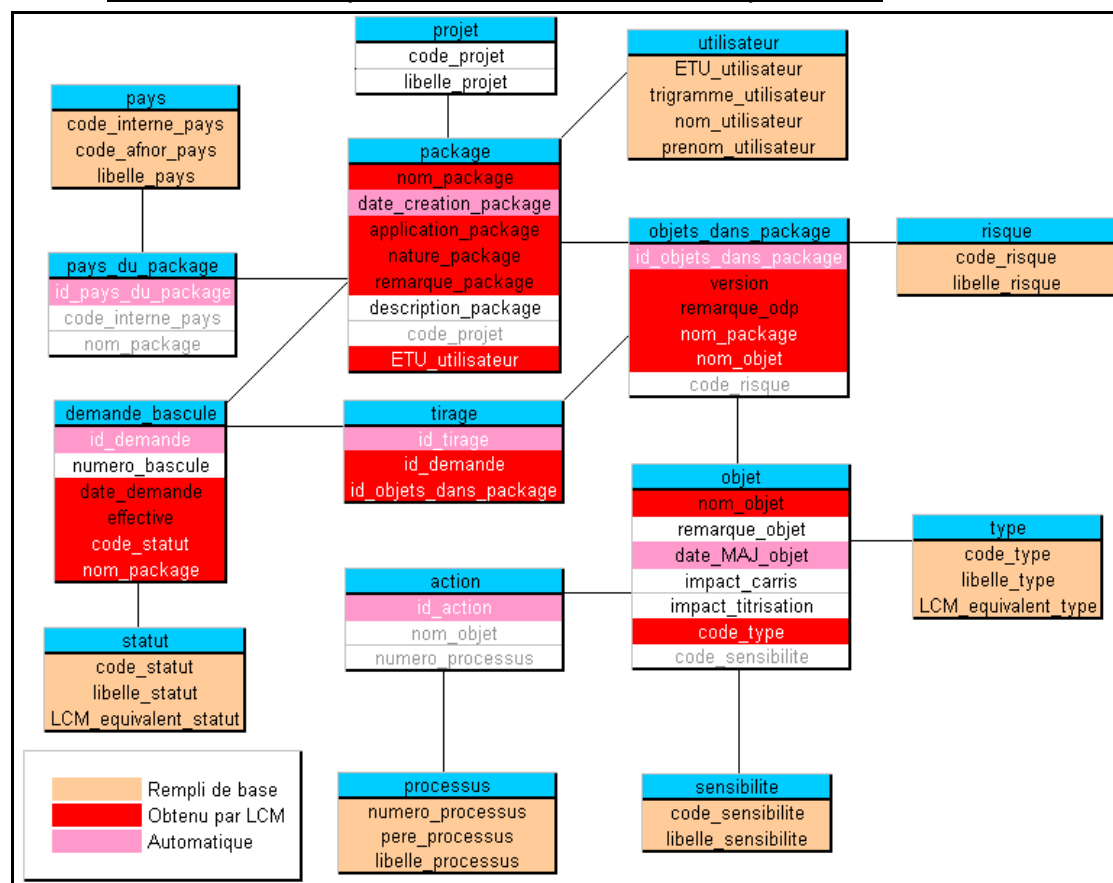 projet
code_projet
libelle_projet
utilisateur
ETU_utilisateur
trigramme_utilisateur
nom_utilisateur
prenom_utilisateur
pays
code_interne_pays
code_afnor_pays
libelle_pays
package
nom_package
date_creation_package
application_package
nature_package
remarque_package
description_package
code_projet
ETU_utilisateur
objets_dans_package
id_objets_dans_package
version
remarque_odp
nom_package
nom_objet
code_risque
risque
code_risque
libelle_risque
pays_du_package
id_pays_du_package
code_interne_pays
nom_package
demande_bascule
id_demande
numero_bascule
date_demande
effective
code_statut
nom_package
tirage
id_tirage
id_demande
id_objets_dans_package
objet
nom_objet
remarque_objet
date_MAJ_objet
impact_carris
impact_titrisation
code_type
code_sensibilite
type
code_type
libelle_type
LCM_equivalent_type
action
id_action
nom_objet
numero_processus
statut
code_statut
libelle_statut
LCM_equivalent_statut
processus
numero_processus
pere_processus
libelle_processus
sensibilite
code_sensibilite
libelle_sensibilite
Rempli de base
Obtenu par LCM
Automatique